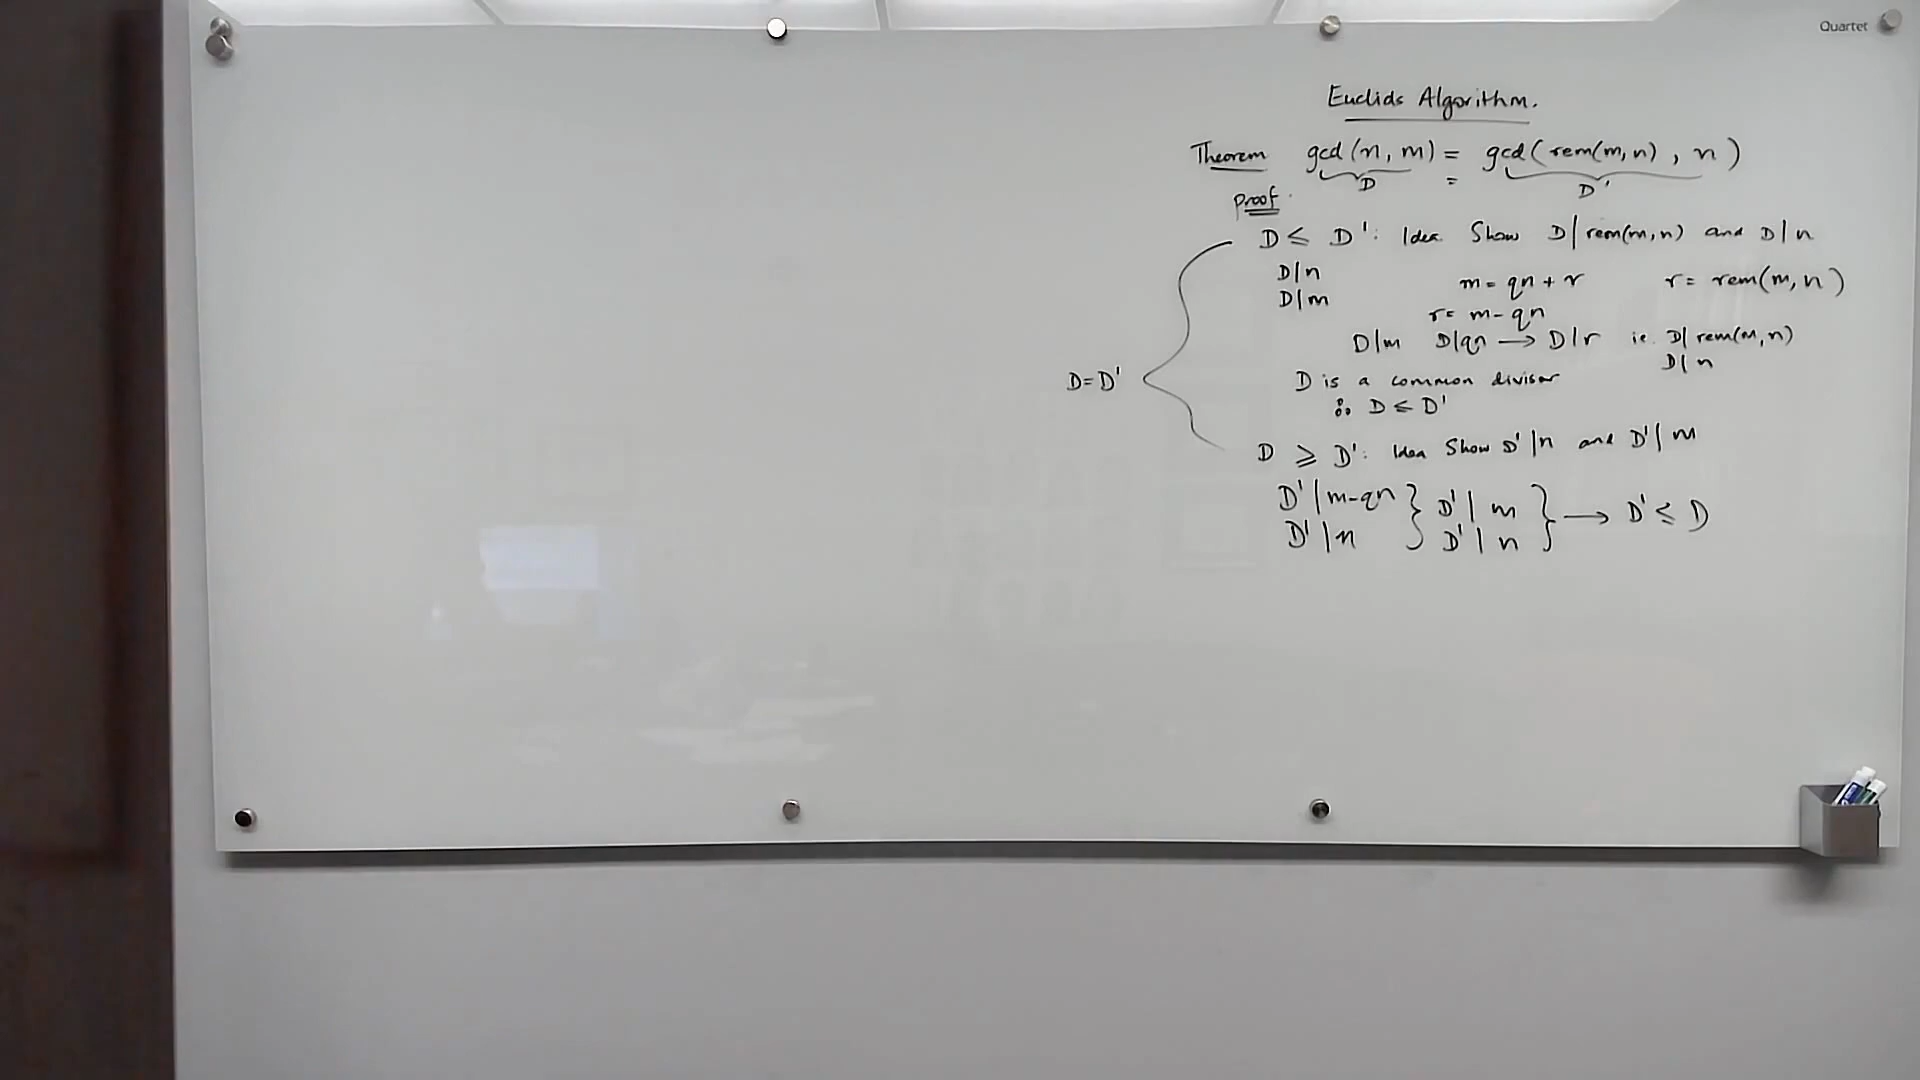 Quartet
Euclids Algorithm.
Theorem gcd(n, m) = gcd(rem(m,n), n)
D = D'
Proof.
D ≤ D': Idea. Show D|rem(m,n) and D|n
D|n
m = qn + r r = rem(m,n)
D|m
r = m - qn
D|m D|qn → D|r ie. D|rem(m,n)
D|n
D=D'
D is a common divisor
∴ D ≤ D'
D ≥ D': Idea Show D'|n and D'|m
D'|m-qn } D'|m } → D' ≤ D
D'|n D'|n